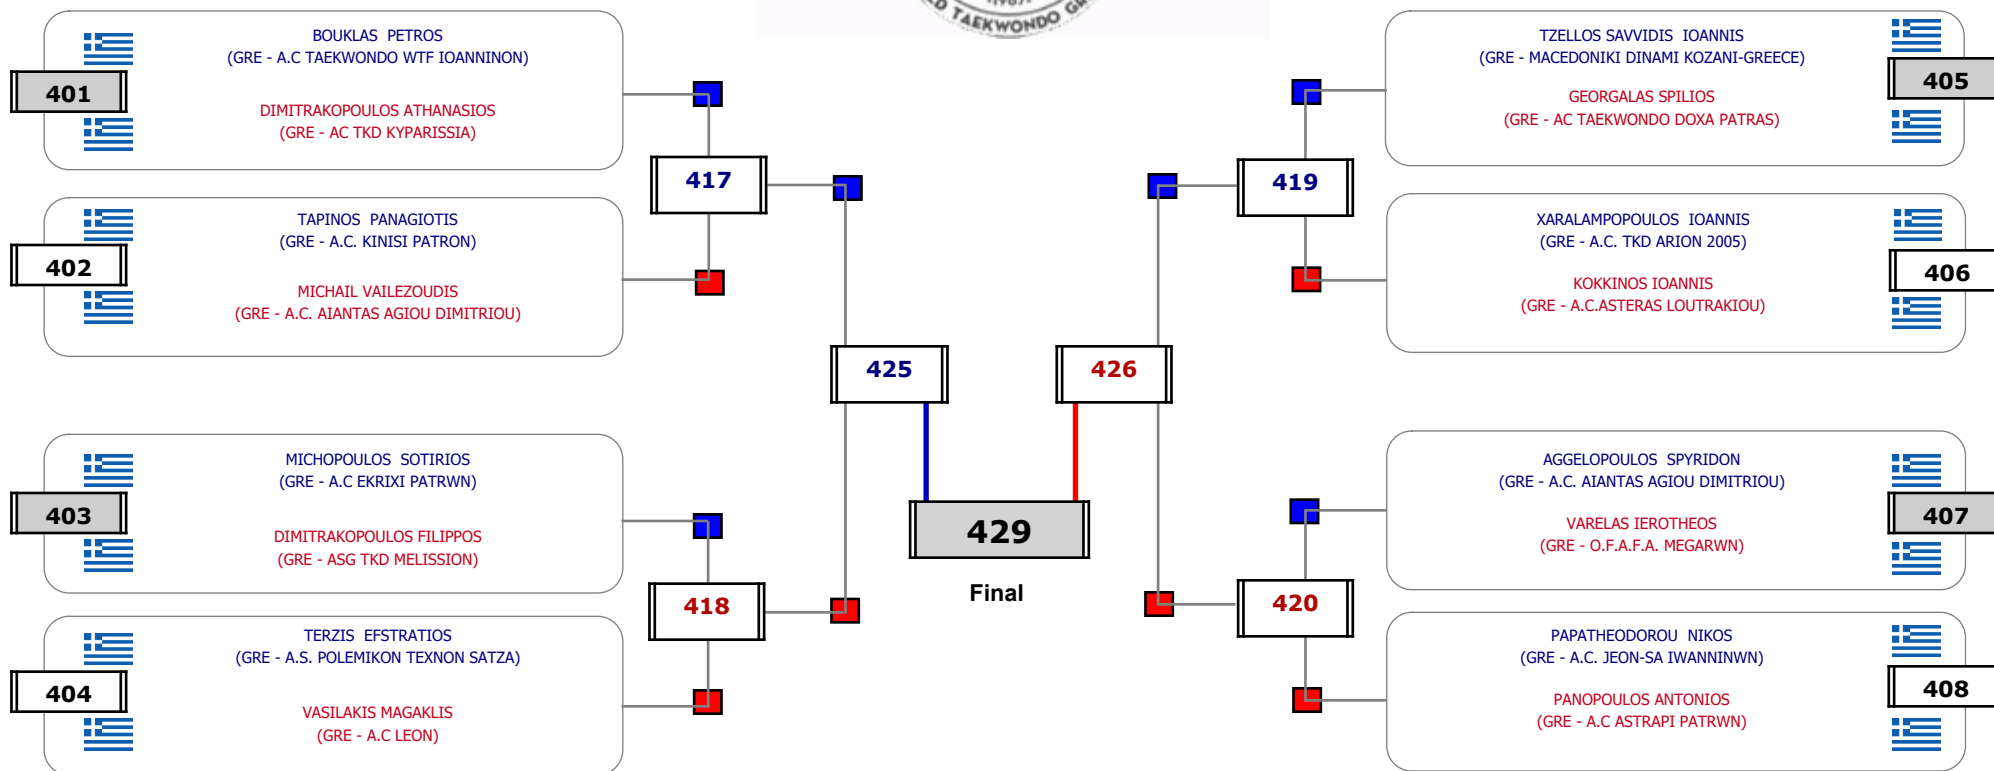 TAEKWONDO
BOUKLAS PETROS
(GRE - A.C TAEKWONDO WTF IOANNINON)
401
DIMITRAKOPOULOS ATHANASIOS
(GRE - AC TKD KYPARISSIA)
417
TAPINOS PANAGIOTIS
(GRE - A.C. KINISI PATRON)
402
MICHAIL VAILEZOUDIS
(GRE - A.C. AIANTAS AGIOU DIMITRIOU)
425
MICHOPOULOS SOTIRIOS
(GRE - A.C EKRIXI PATRWN)
403
DIMITRAKOPOULOS FILIPPOS
(GRE - ASG TKD MELISSION)
418
TERZIS EFSTRATIOS
(GRE - A.S. POLEMIKON TEXNON SATZA)
404
VASILAKIS MAGAKLIS
(GRE - A.C LEON)
429
Final
TZELLOS SAVVIDIS IOANNIS
(GRE - MACEDONIKI DINAMI KOZANI-GREECE)
405
GEORGALAS SPILIOS
(GRE - AC TAEKWONDO DOXA PATRAS)
419
XARALAMPOPOULOS IOANNIS
(GRE - A.C. TKD ARION 2005)
406
KOKKINOS IOANNIS
(GRE - A.C.ASTERAS LOUTRAKIOU)
426
AGGELOPOULOS SPYRIDON
(GRE - A.C. AIANTAS AGIOU DIMITRIOU)
407
VARELAS IEROTHEOS
(GRE - O.F.A.F.A. MEGARWN)
420
PAPATHEODOROU NIKOS
(GRE - A.C. JEON-SA IWANNINWN)
408
PANOPOULOS ANTONIOS
(GRE - A.C ASTRAPI PATRWN)